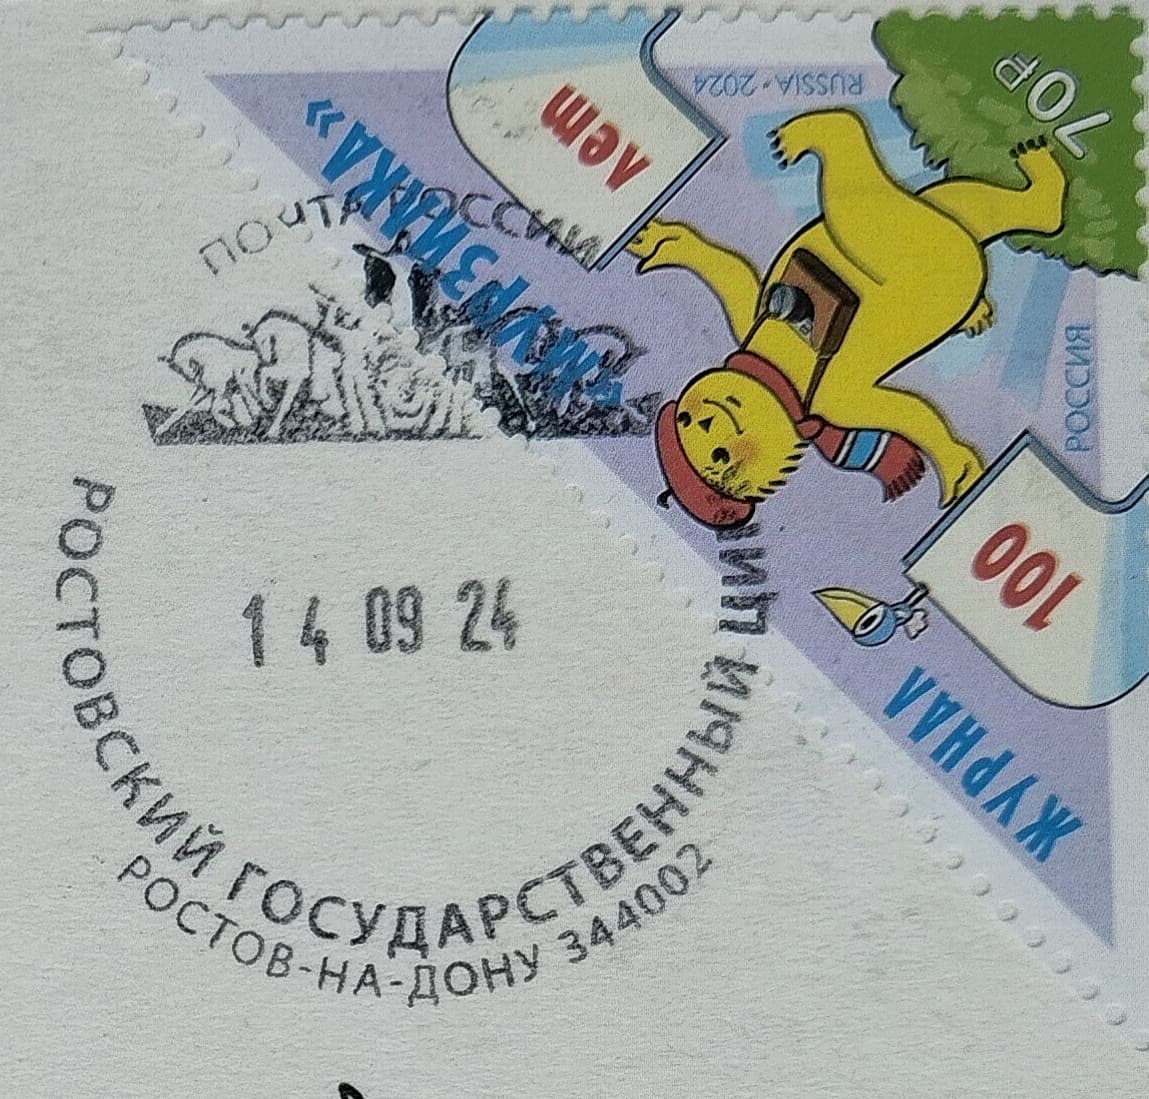 ПОЧТА РОССИИ
14 09 24
РОСТОВСКИЙ ГОСУДАРСТВЕННЫЙ ЦИ
РОСТОВ-НА-ДОНУ 344002
ЖУРНАЛ
«МУРЗИЛКА»
100
лет
РОССИЯ
RUSSIA • 2024
70 ₽